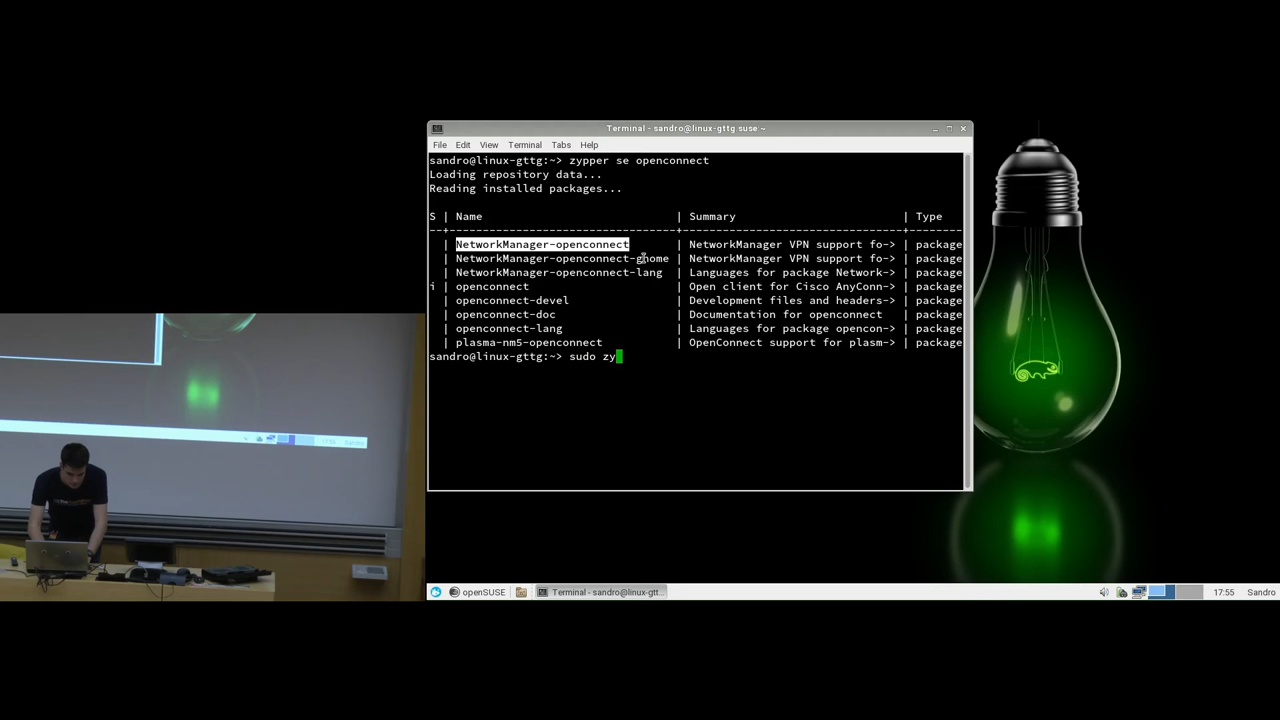 Terminal - sandro@linux-gttg.suse:~
File Edit View Terminal Tabs Help
sandro@linux-gttg:~> zypper se openconnect
Loading repository data...
Reading installed packages...
S | Name | Summary | Type
--+---------------------------------+---------------------------------+--------
| NetworkManager-openconnect | NetworkManager VPN support fo-> | package
| NetworkManager-openconnect-gnome | NetworkManager VPN support fo-> | package
| NetworkManager-openconnect-lang | Languages for package Network-> | package
i | openconnect | Open client for Cisco AnyConn-> | package
| openconnect-devel | Development files and headers-> | package
| openconnect-doc | Documentation for openconnect | package
| openconnect-lang | Languages for package opencon-> | package
| plasma-nm5-openconnect | OpenConnect support for plasm-> | package
sandro@linux-gttg:~> sudo zy
openSUSE
Terminal - sandro@linux-gtt...
17:55 Sandro
17:55 Sandro